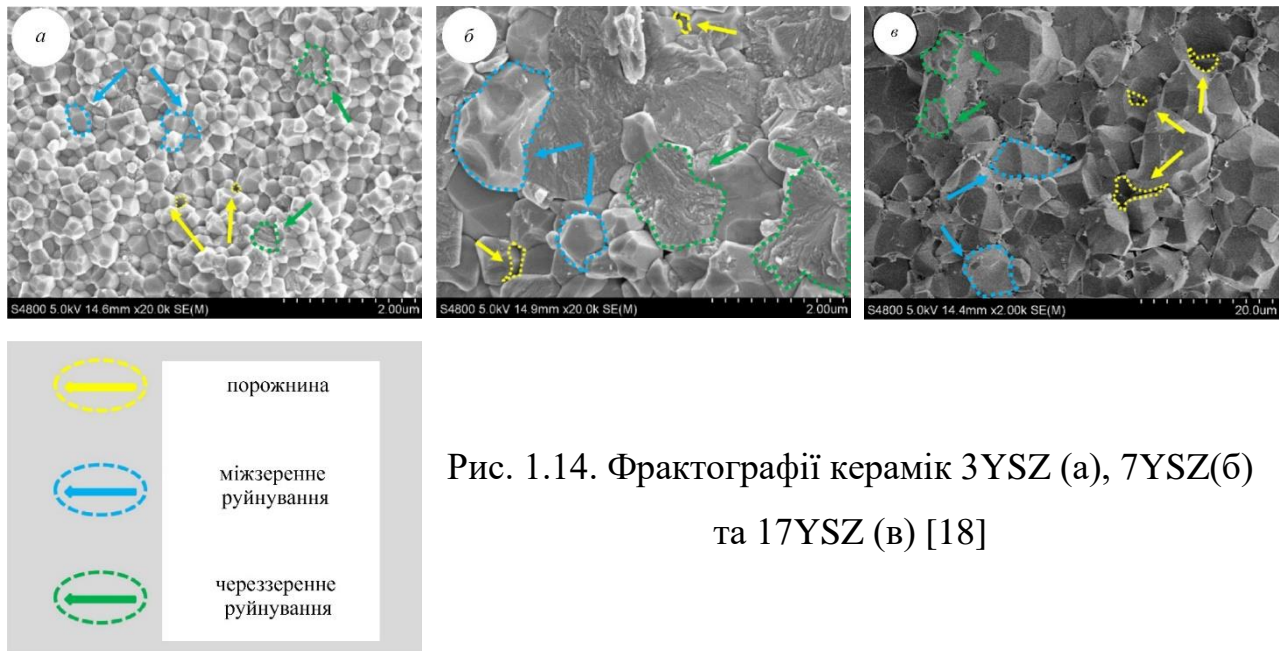 а
б
в
S4800 5.0kV 14.6mm x20.0k SE(M) 2.00um
S4800 5.0kV 14.9mm x20.0k SE(M) 2.00um
S4800 5.0kV 14.4mm x2.00k SE(M) 20.0um
порожнина
міжзеренне
руйнування
череззеренне
руйнування
Рис. 1.14. Фрактографії керамік 3YSZ (а), 7YSZ(б)
та 17YSZ (в) [18]